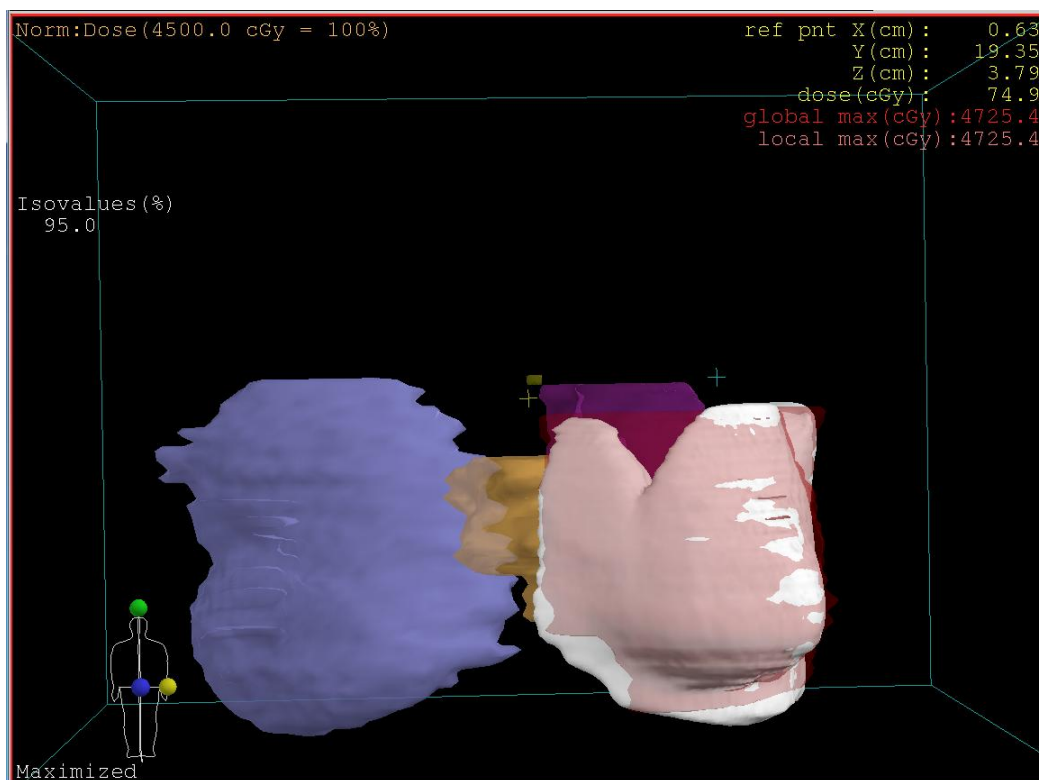 Norm:Dose(4500.0 cGy = 100%)
ref pnt X(cm): 0.63
Y(cm): 19.35
Z(cm): 3.79
dose(cGy): 74.9
global max(cGy):4725.4
local max(cGy):4725.4
Isovalues(%)
95.0
Maximized